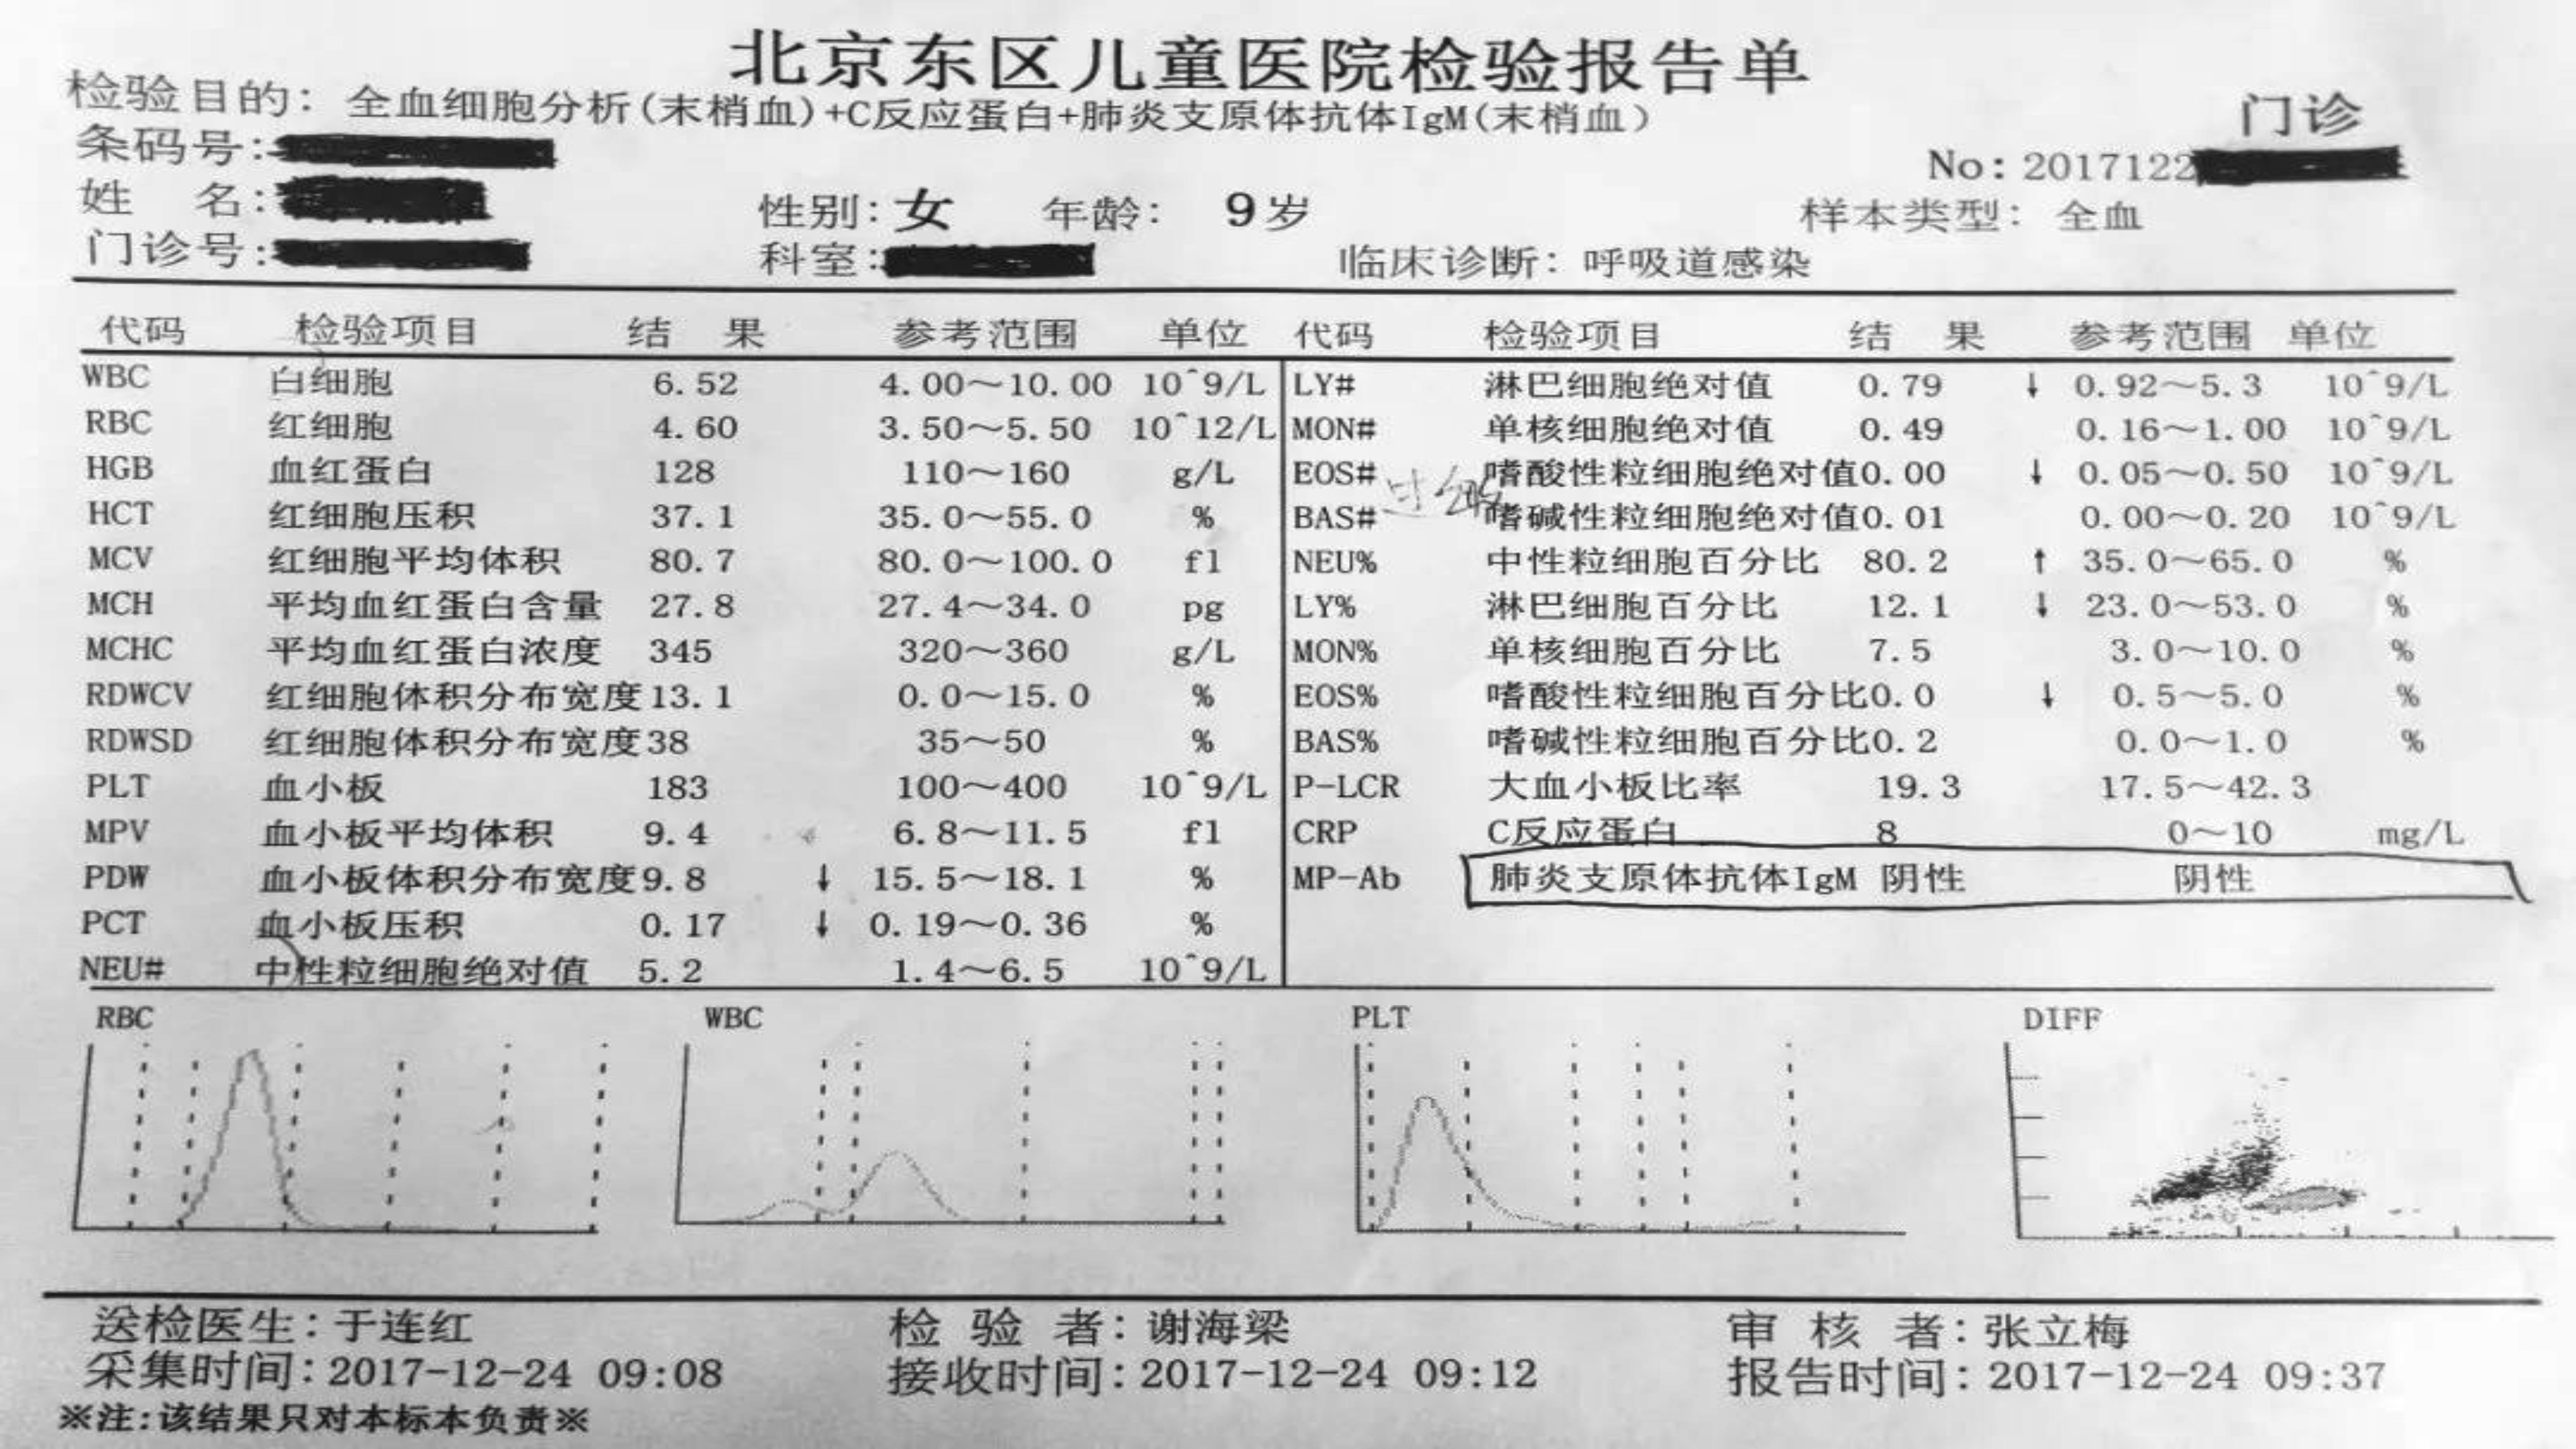 北京东区儿童医院检验报告单
检验目的: 全血细胞分析(末梢血)+C反应蛋白+肺炎支原体抗体IgM(末梢血)
门诊
条码号:
No: 2017122
姓 名:
性别: 女 年龄: 9岁
样本类型: 全血
门诊号:
科室:
临床诊断: 呼吸道感染
代码 检验项目 结 果 参考范围 单位 代码 检验项目 结 果 参考范围 单位
WBC 白细胞 6.52 4.00~10.00 10^9/L LY# 淋巴细胞绝对值 0.79 ↓ 0.92~5.3 10^9/L
RBC 红细胞 4.60 3.50~5.50 10^12/L MON# 单核细胞绝对值 0.49 0.16~1.00 10^9/L
HGB 血红蛋白 128 110~160 g/L EOS# 嗜酸性粒细胞绝对值0.00 ↓ 0.05~0.50 10^9/L
HCT 红细胞压积 37.1 35.0~55.0 % BAS# 嗜碱性粒细胞绝对值0.01 0.00~0.20 10^9/L
MCV 红细胞平均体积 80.7 80.0~100.0 fl NEU% 中性粒细胞百分比 80.2 ↑ 35.0~65.0 %
MCH 平均血红蛋白含量 27.8 27.4~34.0 pg LY% 淋巴细胞百分比 12.1 ↓ 23.0~53.0 %
MCHC 平均血红蛋白浓度 345 320~360 g/L MON% 单核细胞百分比 7.5 3.0~10.0 %
RDWCV 红细胞体积分布宽度13.1 0.0~15.0 % EOS% 嗜酸性粒细胞百分比0.0 ↓ 0.5~5.0 %
RDWSD 红细胞体积分布宽度38 35~50 % BAS% 嗜碱性粒细胞百分比0.2 0.0~1.0 %
PLT 血小板 183 100~400 10^9/L P-LCR 大血小板比率 19.3 17.5~42.3
MPV 血小板平均体积 9.4 6.8~11.5 fl CRP C反应蛋白 8 0~10 mg/L
PDW 血小板体积分布宽度9.8 ↓ 15.5~18.1 % MP-Ab 肺炎支原体抗体IgM 阴性 阴性
PCT 血小板压积 0.17 ↓ 0.19~0.36 %
NEU# 中性粒细胞绝对值 5.2 1.4~6.5 10^9/L
RBC WBC PLT DIFF
送检医生: 于连红 检 验 者: 谢海梁 审 核 者: 张立梅
采集时间: 2017-12-24 09:08 接收时间: 2017-12-24 09:12 报告时间: 2017-12-24 09:37
※注:该结果只对本标本负责※